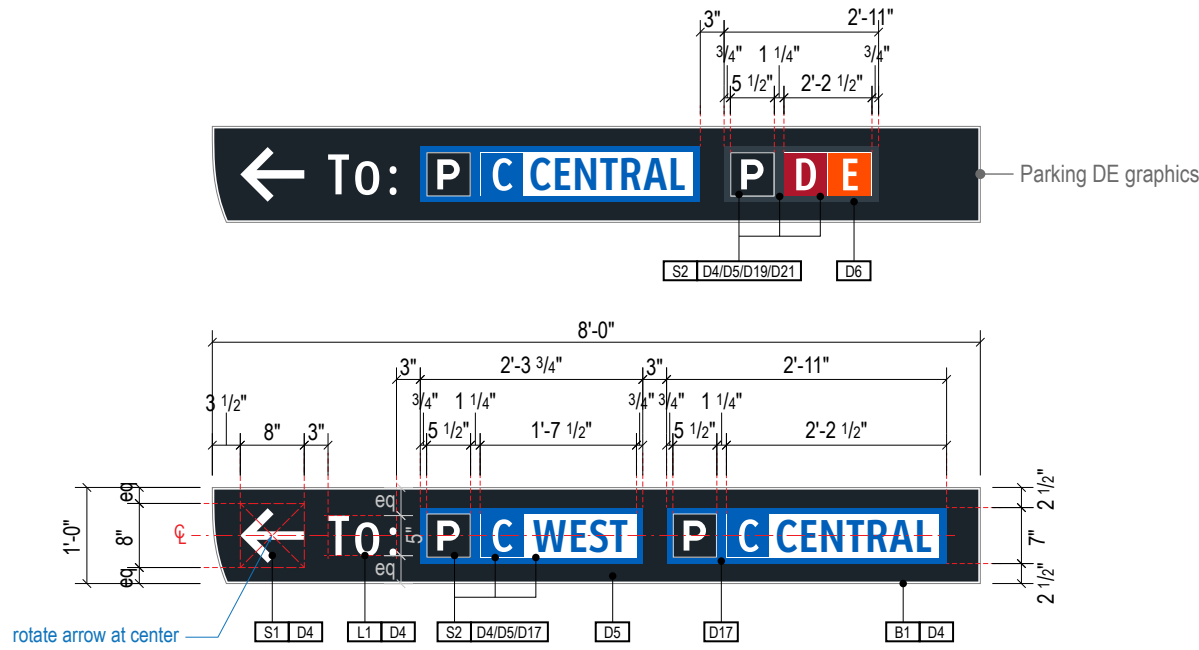 3" 2'-11"
3/4" 1 1/4" 3/4"
5 1/2" 2'-2 1/2"
← To: P C CENTRAL P D E
Parking DE graphics
S2 D4/D5/D19/D21 D6
8'-0"
3" 2'-3 3/4" 3" 2'-11"
3 1/2" 3/4" 1 1/4" 3/4" 3/4" 1 1/4"
8" 3" 5 1/2" 1'-7 1/2" 5 1/2" 2'-2 1/2"
eq eq 2 1/2"
1'-0" 8" ℄ ← To: 5" P C WEST P C CENTRAL 7"
eq eq 2 1/2"
rotate arrow at center
S1 D4 L1 D4 S2 D4/D5/D17 D5 D17 B1 D4